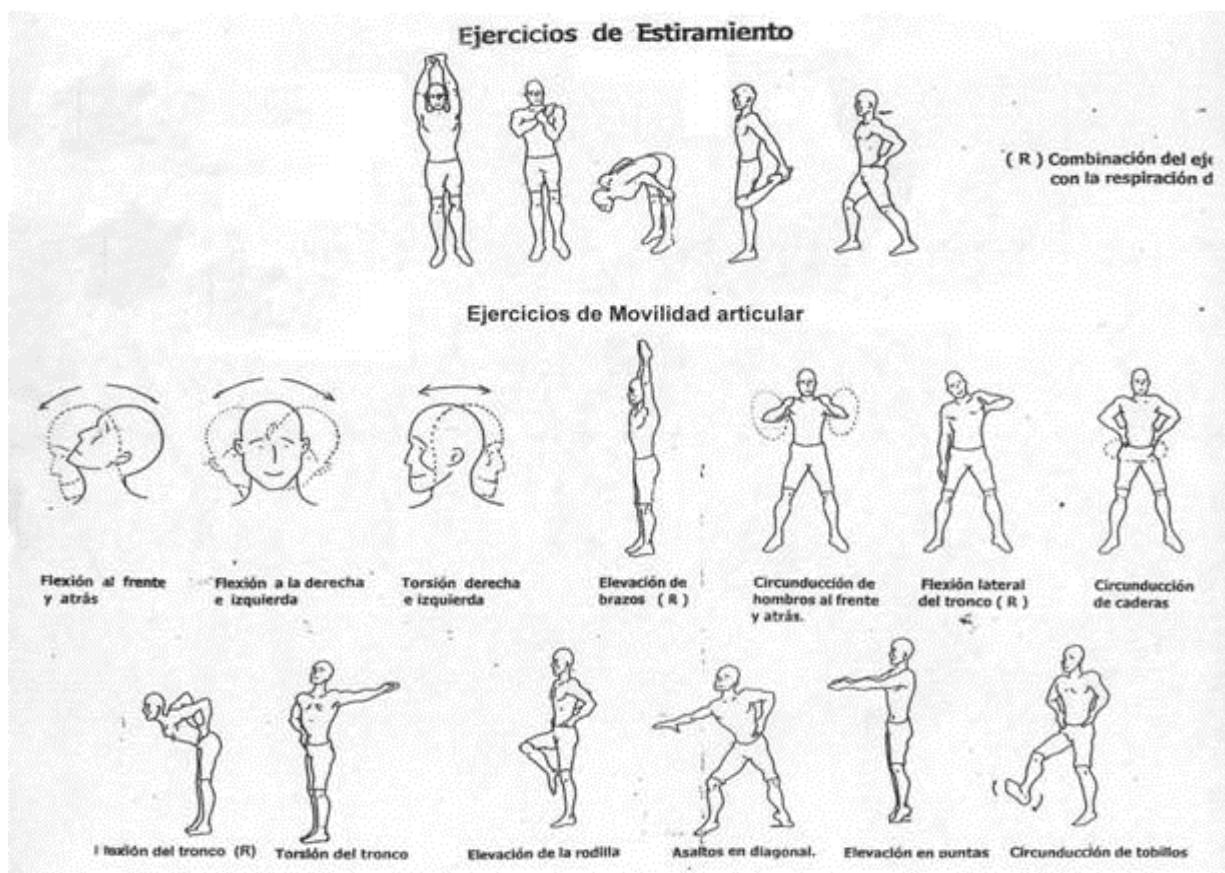 Ejercicios de Estiramiento
( R ) Combinación del eje
con la respiración d
Ejercicios de Movilidad articular
Flexión al frente
y atrás
Flexión a la derecha
e izquierda
Torsión derecha
e izquierda
Elevación de
brazos ( R )
Circunducción de
hombros al frente
y atrás.
Flexión lateral
del tronco ( R )
Circunducción
de caderas
Flexión del tronco (R)
Torsión del tronco
Elevación de la rodilla
Asaltos en diagonal.
Elevación en puntas
Circunducción de tobillos